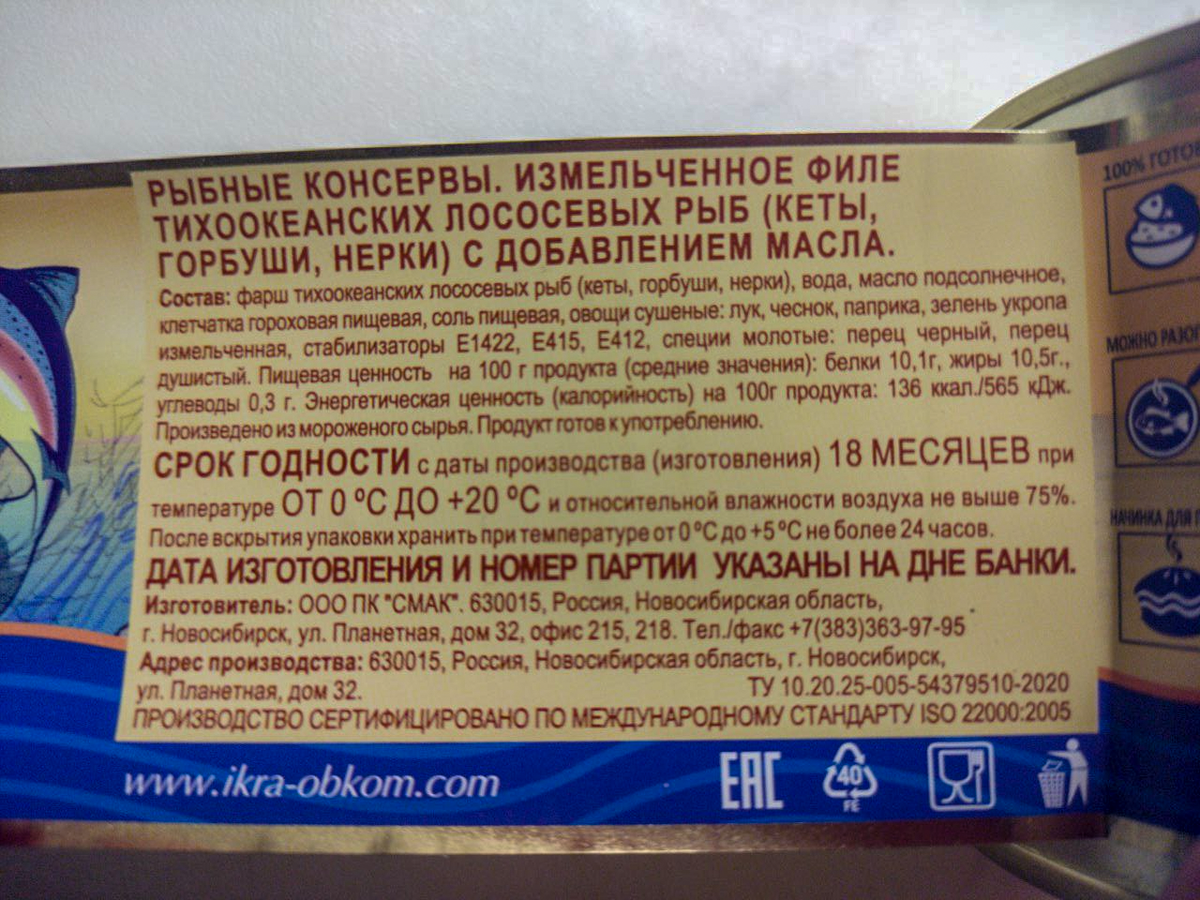 РЫБНЫЕ КОНСЕРВЫ. ИЗМЕЛЬЧЕННОЕ ФИЛЕ
ТИХООКЕАНСКИХ ЛОСОСЕВЫХ РЫБ (КЕТЫ,
ГОРБУШИ, НЕРКИ) С ДОБАВЛЕНИЕМ МАСЛА.
Состав: фарш тихоокеанских лососевых рыб (кеты, горбуши, нерки), вода, масло подсолнечное,
клетчатка гороховая пищевая, соль пищевая, овощи сушеные: лук, чеснок, паприка, зелень укропа
измельченная, стабилизаторы Е1422, Е415, Е412, специи молотые: перец черный, перец
душистый. Пищевая ценность на 100 г продукта (средние значения): белки 10,1г, жиры 10,5г.,
углеводы 0,3 г. Энергетическая ценность (калорийность) на 100г продукта: 136 ккал./565 кДж.
Произведено из мороженого сырья. Продукт готов к употреблению.
СРОК ГОДНОСТИ с даты производства (изготовления) 18 МЕСЯЦЕВ при
температуре ОТ 0 °С ДО +20 °С и относительной влажности воздуха не выше 75%.
После вскрытия упаковки хранить при температуре от 0 °С до +5 °С не более 24 часов.
ДАТА ИЗГОТОВЛЕНИЯ И НОМЕР ПАРТИИ УКАЗАНЫ НА ДНЕ БАНКИ.
Изготовитель: ООО ПК "СМАК". 630015, Россия, Новосибирская область,
г. Новосибирск, ул. Планетная, дом 32, офис 215, 218. Тел./факс +7(383)363-97-95
Адрес производства: 630015, Россия, Новосибирская область, г. Новосибирск,
ул. Планетная, дом 32. ТУ 10.20.25-005-54379510-2020
ПРОИЗВОДСТВО СЕРТИФИЦИРОВАНО ПО МЕЖДУНАРОДНОМУ СТАНДАРТУ ISO 22000:2005
www.ikra-obkom.com
ЕАС
40
FE
100%
МОЖНО
НАЧИНКА ДЛЯ